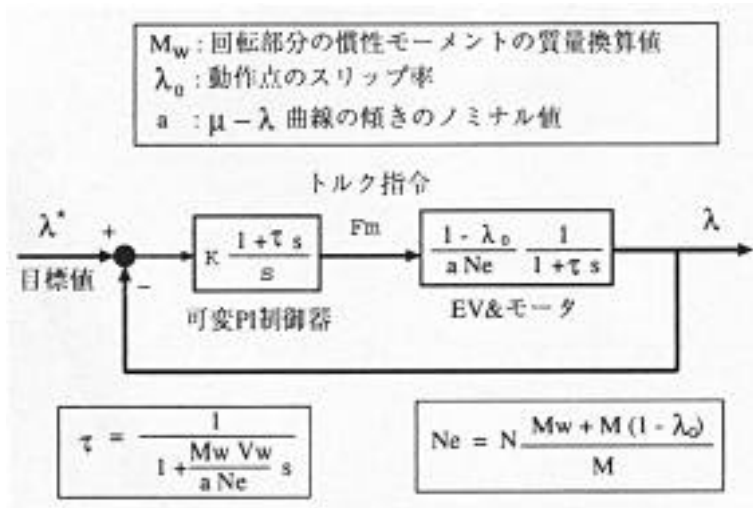 Mw : 回転部分の慣性モーメントの質量換算値
λ0 : 動作点のスリップ率
a : μ − λ 曲線の傾きのノミナル値
トルク指令
λ* + K (1 + τ s) / s Fm (1 - λ0) / (a Ne) 1 / (1 + τ s) λ
目標値 −
可変PI制御器 EV&モータ
τ = 1 / (1 + (Mw Vw) / (a Ne) s)
Ne = N (Mw + M (1 - λ0)) / M